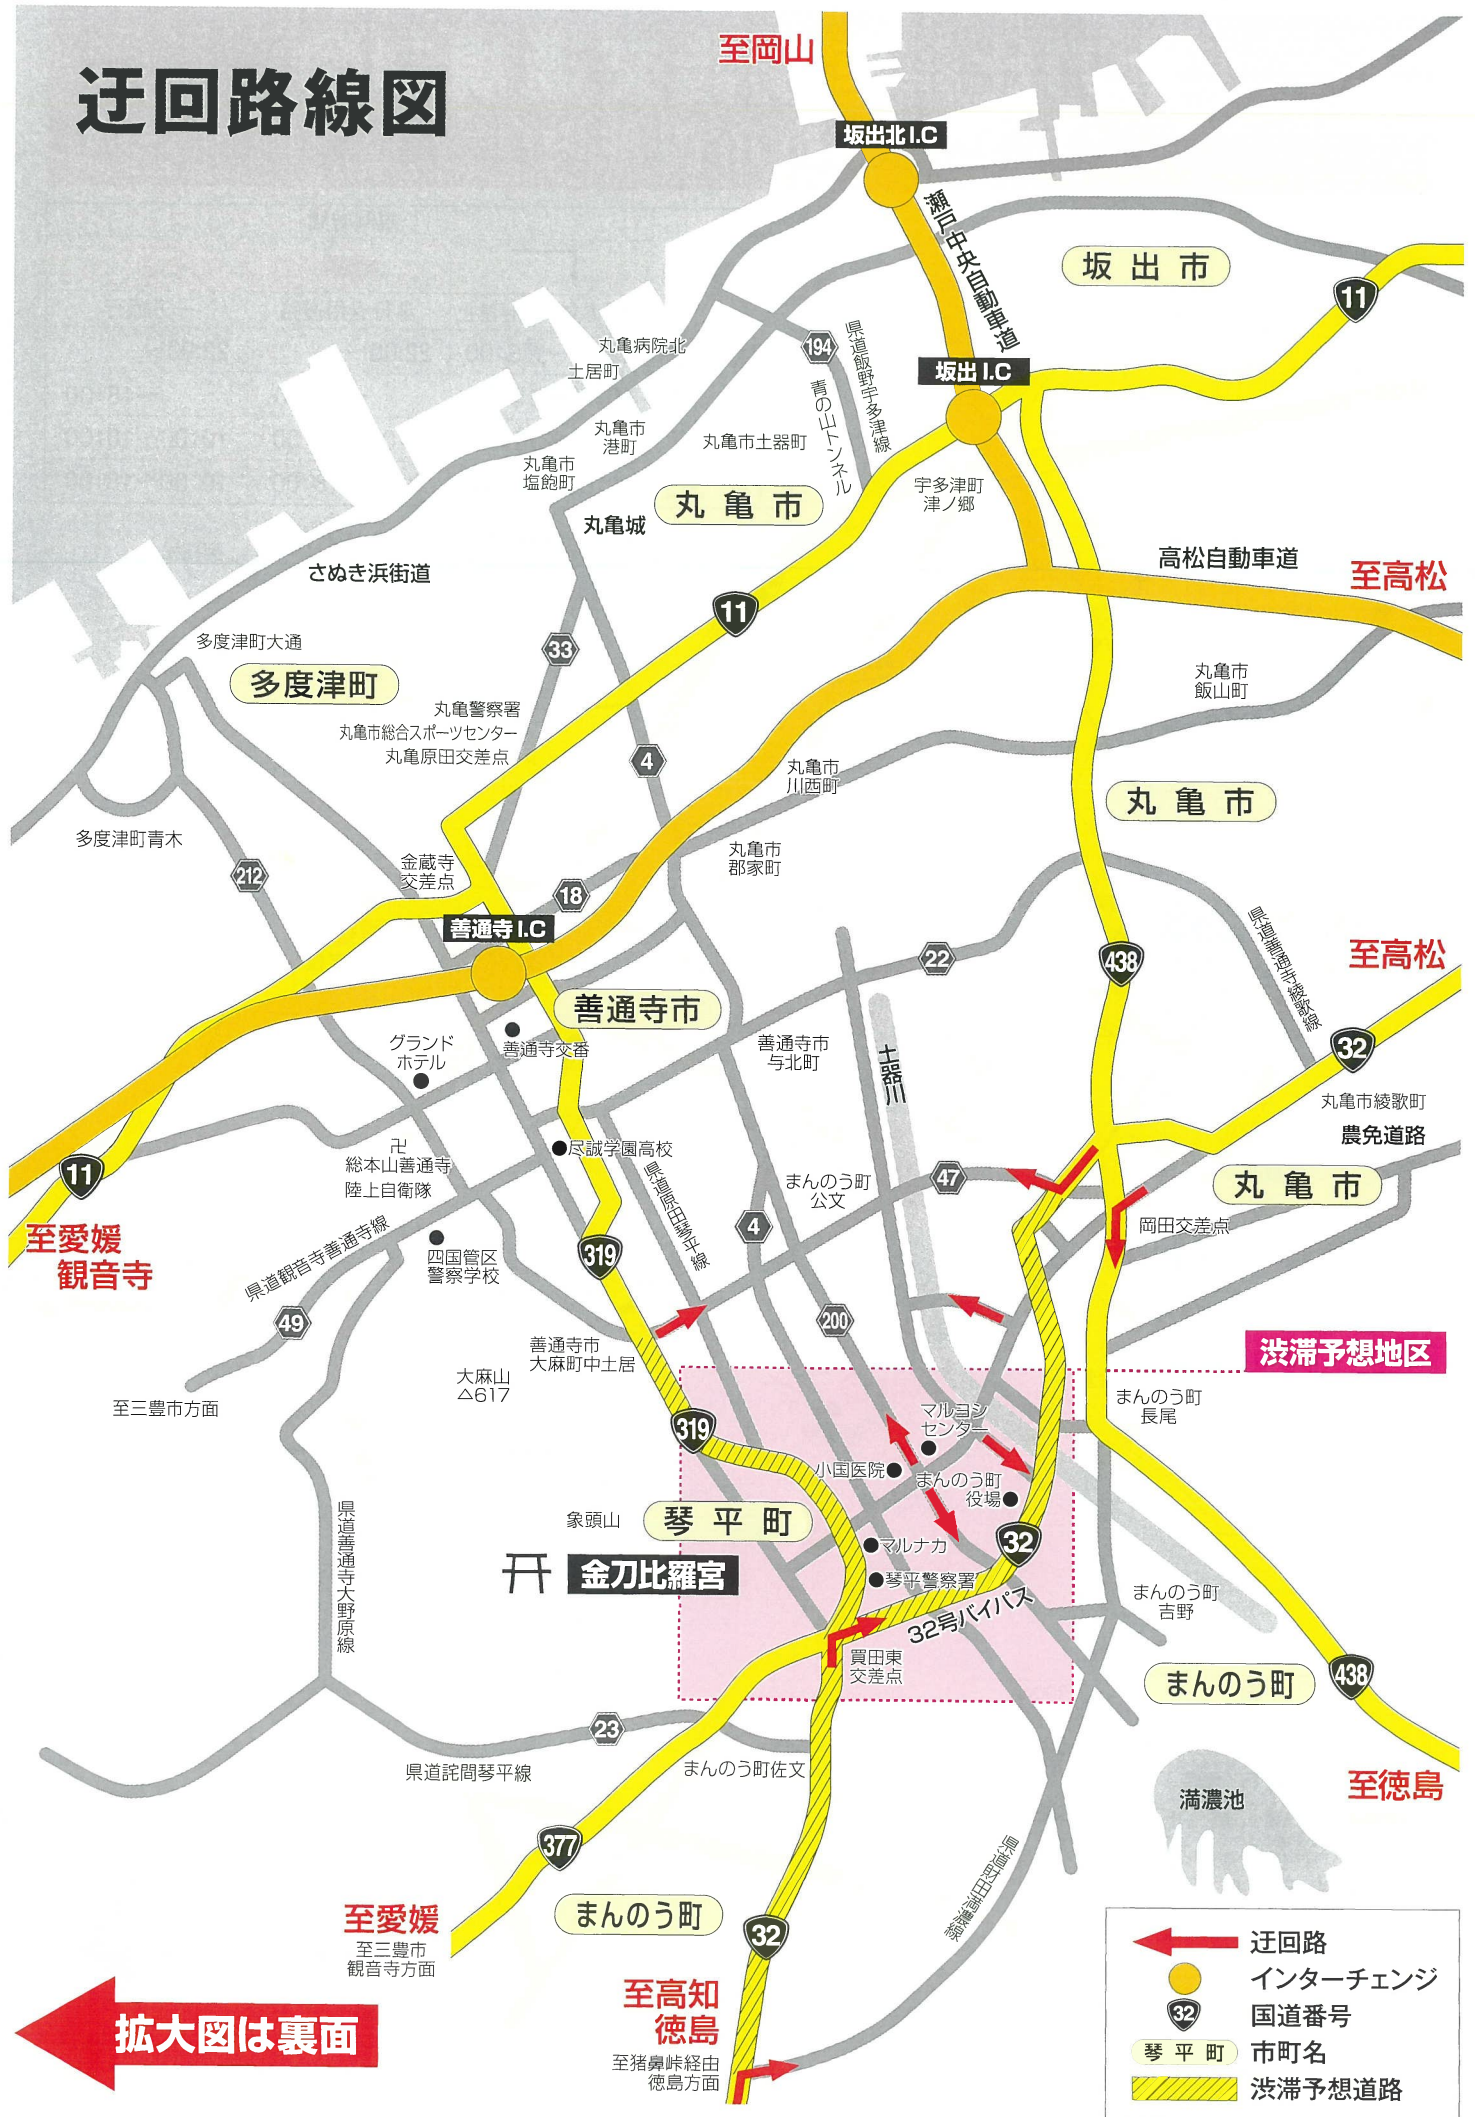 迂回路線図
至岡山
坂出北I.C
瀬戸中央自動車道
坂出市
11
坂出I.C
194
県道飯野宇多津線
青の山トンネル
丸亀病院北
土居町
丸亀市
港町
丸亀市土器町
丸亀市
塩飽町
丸亀市
宇多津町
津ノ郷
丸亀城
さぬき浜街道
高松自動車道
至高松
11
33
多度津町大通
多度津町
丸亀市
飯山町
丸亀警察署
丸亀市総合スポーツセンター
丸亀原田交差点
4
丸亀市
川西町
丸亀市
多度津町青木
212
金蔵寺
交差点
丸亀市
郡家町
18
善通寺I.C
22
438
県道善通寺綾歌線
至高松
善通寺市
善通寺交番
グランド
ホテル
善通寺市
与北町
土器川
32
丸亀市綾歌町
農免道路
11
卍
総本山善通寺
陸上自衛隊
尽誠学園高校
県道原田琴平線
まんのう町
公文
47
丸亀市
岡田交差点
至愛媛
観音寺
県道観音寺善通寺線
四国管区
警察学校
319
4
49
200
善通寺市
大麻町中土居
大麻山
△617
至三豊市方面
渋滞予想地区
まんのう町
長尾
319
マルヨシ
センター
小国医院
まんのう町
役場
県道善通寺大野原線
象頭山
琴平町
金刀比羅宮
マルナカ
琴平警察署
32
32号バイパス
まんのう町
吉野
買田東
交差点
まんのう町
438
23
県道詫間琴平線
まんのう町佐文
満濃池
至徳島
377
県道財田満濃線
至愛媛
至三豊市
観音寺方面
まんのう町
32
至高知
徳島
至猪鼻峠経由
徳島方面
拡大図は裏面
迂回路
インターチェンジ
32
国道番号
琴平町
市町名
渋滞予想道路